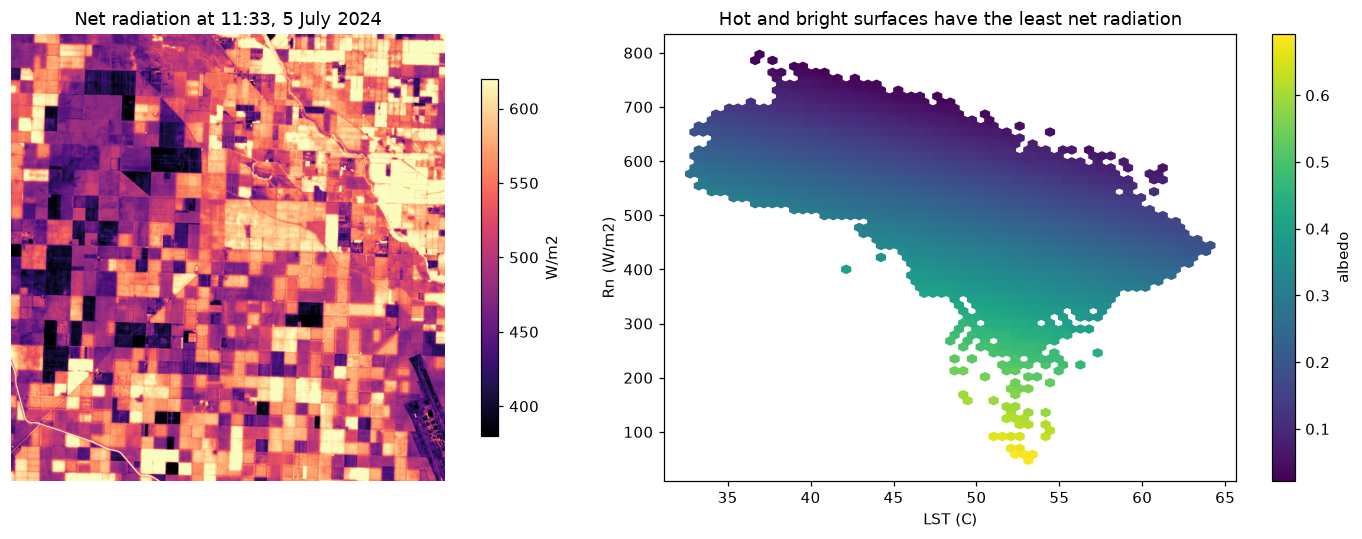 Net radiation at 11:33, 5 July 2024
600
550
500
450
400
W/m2
Hot and bright surfaces have the least net radiation
800
700
600
500
400
300
200
100
Rn (W/m2)
35 40 45 50 55 60 65
LST (C)
0.6
0.5
0.4
0.3
0.2
0.1
albedo